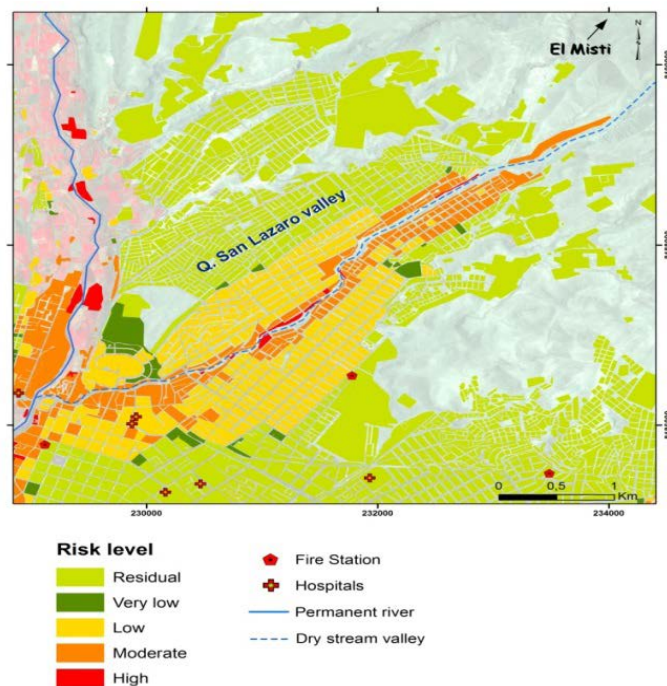 N
El Misti
Q. San Lazaro valley
0 0,5 1
Km
230000 232000 234000
Risk level
Residual
Very low
Low
Moderate
High
Fire Station
Hospitals
Permanent river
Dry stream valley